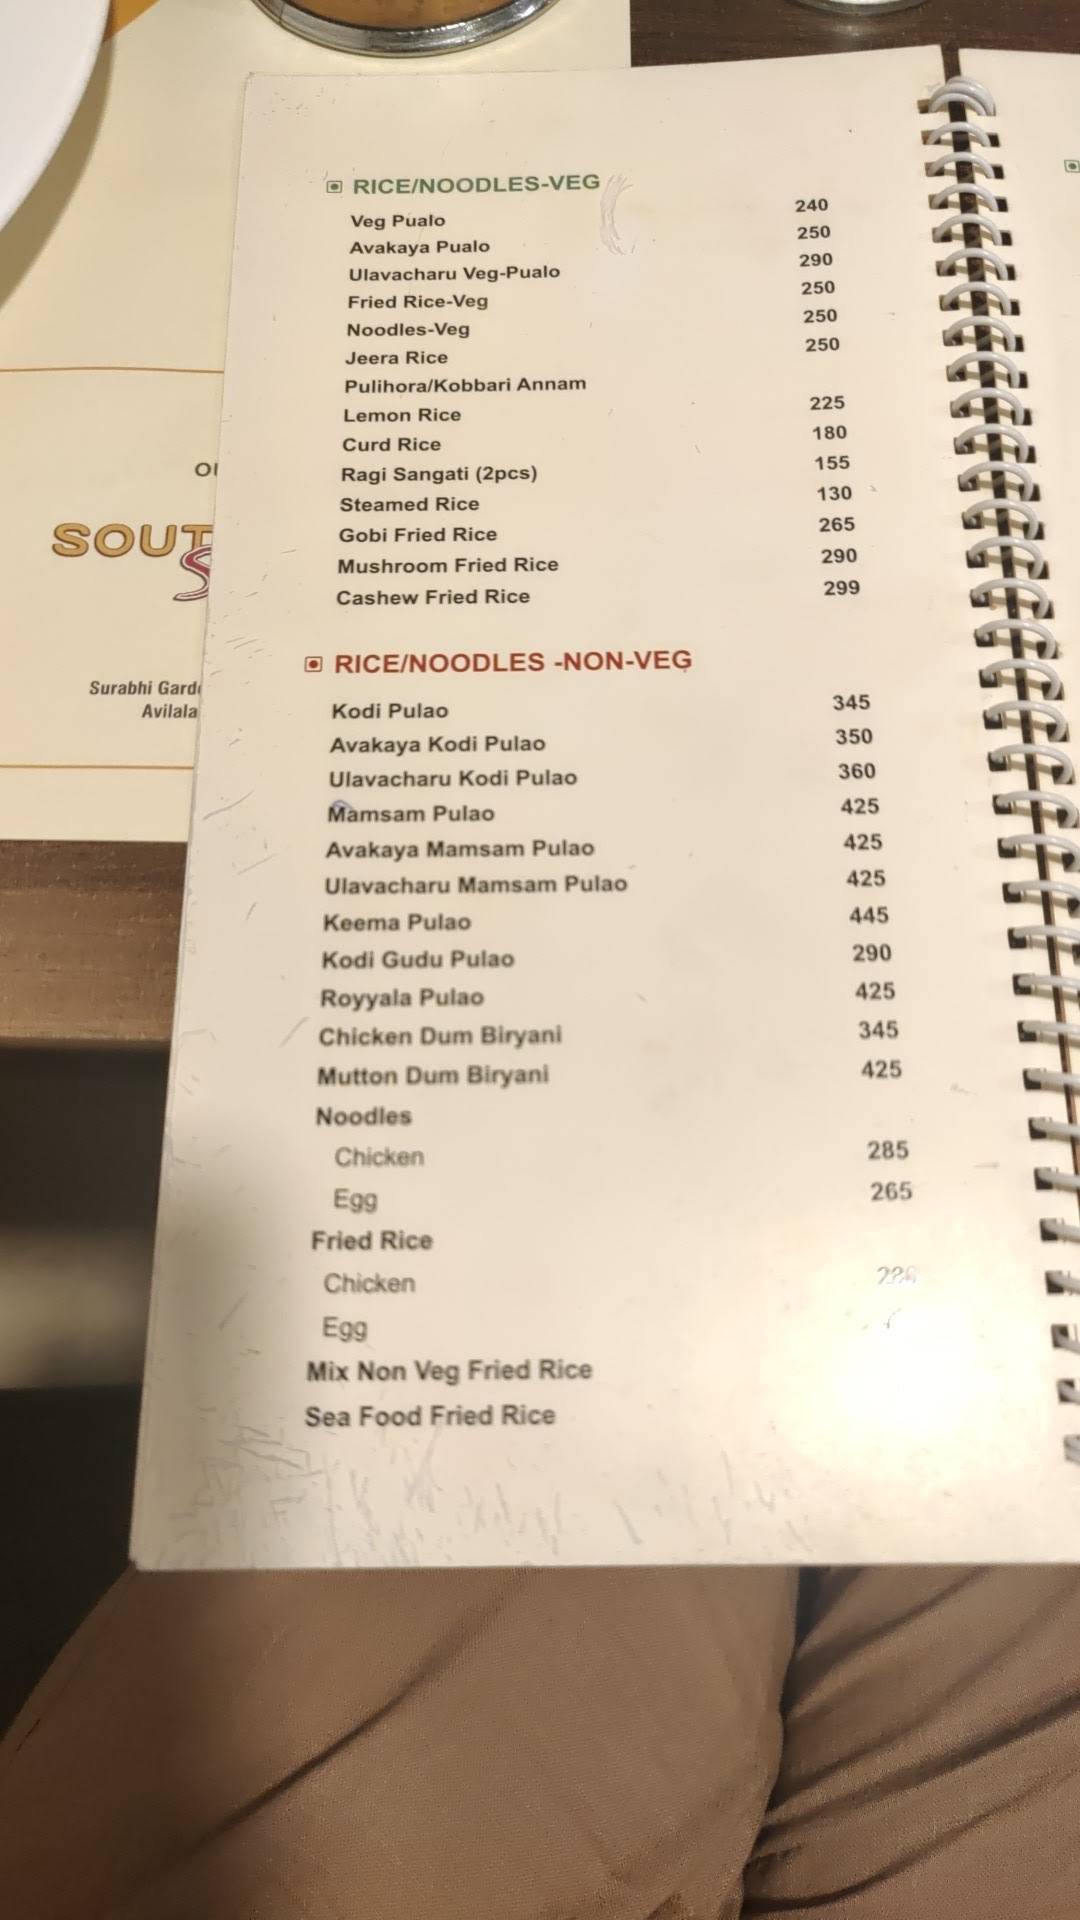 RICE/NOODLES-VEG
Veg Pualo 240
Avakaya Pualo 250
Ulavacharu Veg-Pualo 290
Fried Rice-Veg 250
Noodles-Veg 250
Jeera Rice 250
Pulihora/Kobbari Annam
Lemon Rice 225
Curd Rice 180
Ragi Sangati (2pcs) 155
Steamed Rice 130
Gobi Fried Rice 265
Mushroom Fried Rice 290
Cashew Fried Rice 299
RICE/NOODLES -NON-VEG
Kodi Pulao 345
Avakaya Kodi Pulao 350
Ulavacharu Kodi Pulao 360
Mamsam Pulao 425
Avakaya Mamsam Pulao 425
Ulavacharu Mamsam Pulao 425
Keema Pulao 445
Kodi Gudu Pulao 290
Royyala Pulao 425
Chicken Dum Biryani 345
Mutton Dum Biryani 425
Noodles
Chicken 285
Egg 265
Fried Rice
Chicken
Egg
Mix Non Veg Fried Rice
Sea Food Fried Rice
SOUT
Surabhi Garde
Avilala